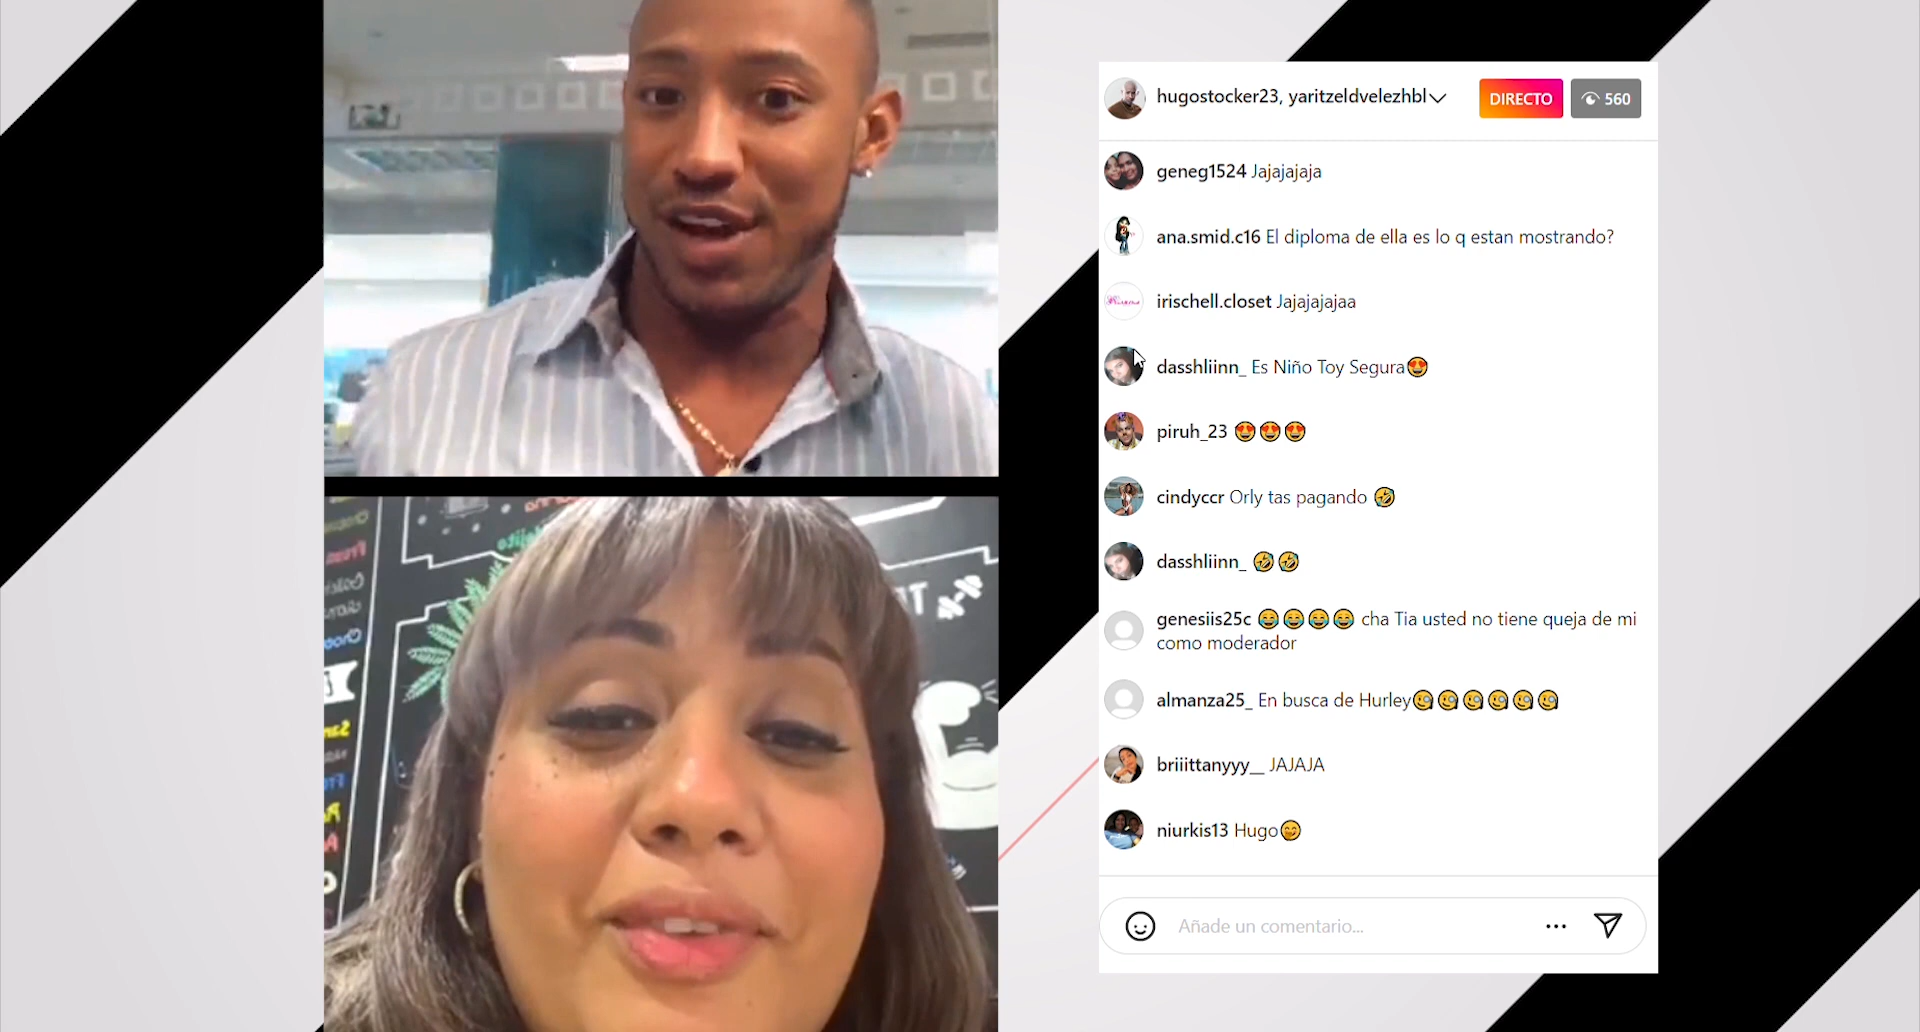 hugostocker23, yaritzeldvelezhbl
DIRECTO
560
geneg1524 Jajajajaja
ana.smid.c16 El diploma de ella es lo q estan mostrando?
irischell.closet Jajajajajaa
dasshliinn_ Es Niño Toy Segura😍
piruh_23 😍😍😍
cindyccr Orly tas pagando 🤣
dasshliinn_ 🤣🤣
genesiis25c 😂😂😂😂 cha Tia usted no tiene queja de mi
como moderador
almanza25_ En busca de Hurley🧐🧐🧐🧐🧐🧐
briiittanyyy__ JAJAJA
niurkis13 Hugo🤭
Añade un comentario...